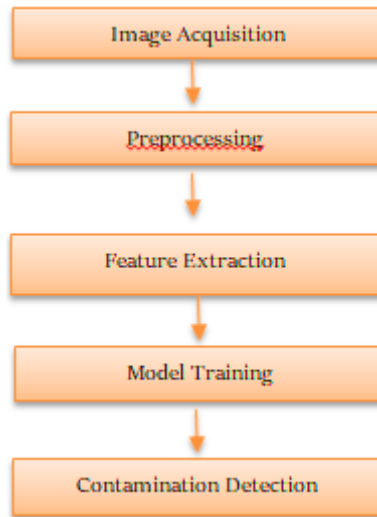 Image Acquisition
Preprocessing
Feature Extraction
Model Training
Contamination Detection